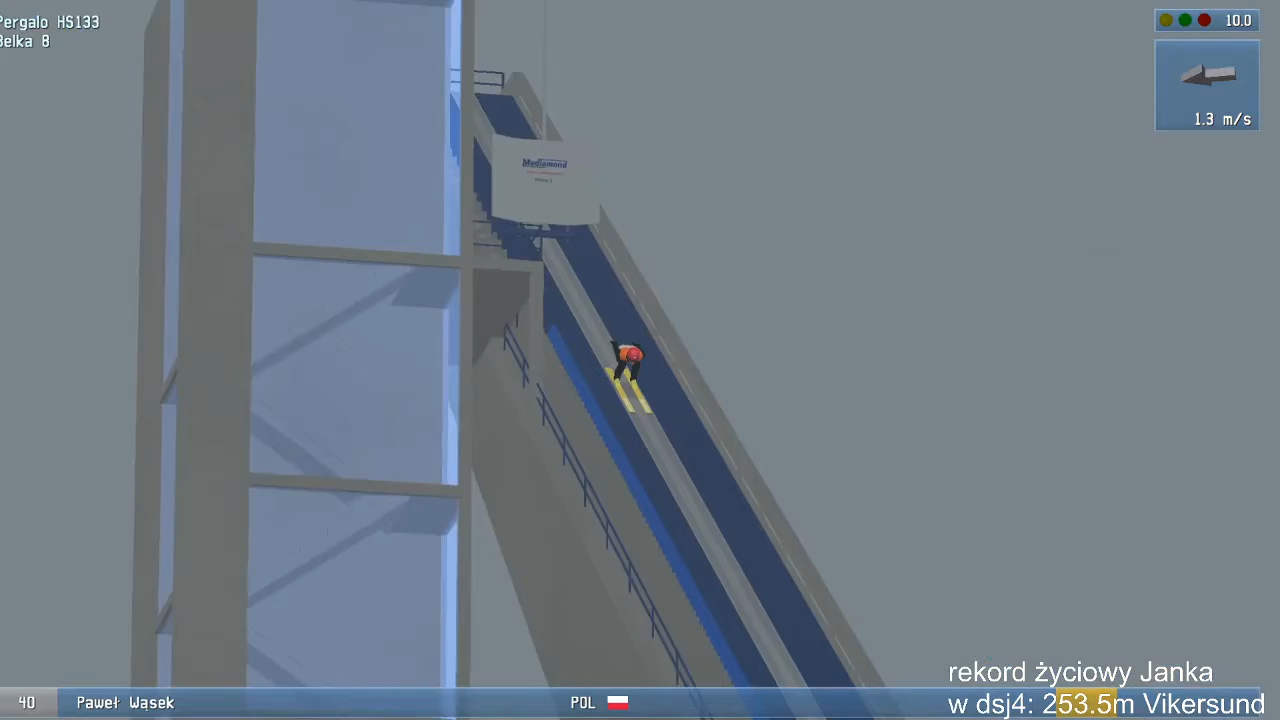 Pergalo HS133
Belka 8
10.0
1.3 m/s
Mediamond
40 Paweł Wąsek POL
rekord życiowy Janka
w dsj4: 253.5m Vikersund